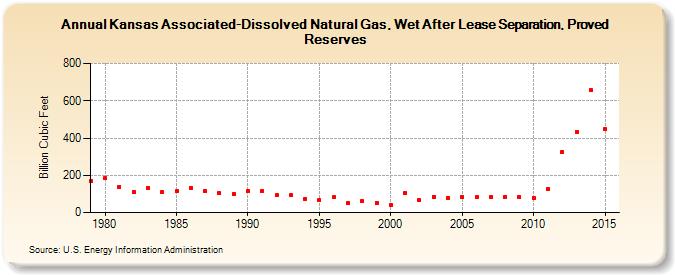 Annual Kansas Associated-Dissolved Natural Gas, Wet After Lease Separation, Proved
Reserves
Billion Cubic Feet
800
600
400
200
0
1980 1985 1990 1995 2000 2005 2010 2015
Source: U.S. Energy Information Administration